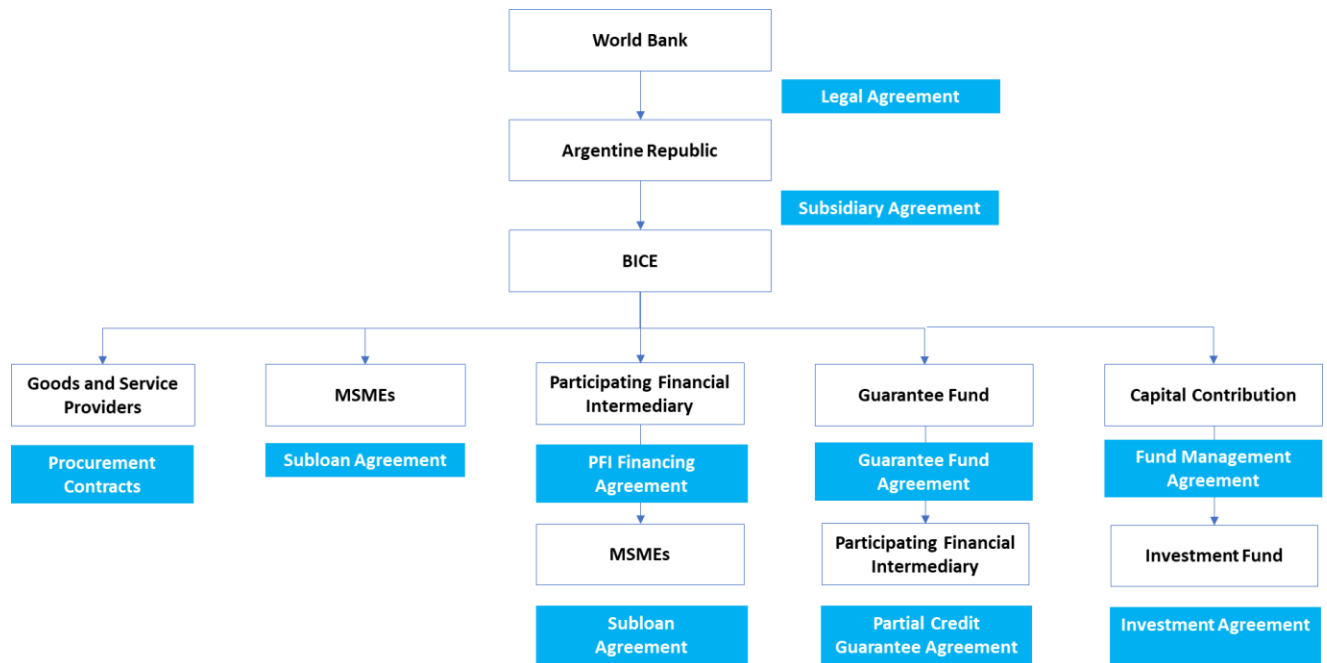 World Bank
Legal Agreement
Argentine Republic
Subsidiary Agreement
BICE
Goods and Service
Providers
MSMEs
Participating Financial
Intermediary
Guarantee Fund
Capital Contribution
Procurement
Contracts
Subloan Agreement
PFI Financing
Agreement
Guarantee Fund
Agreement
Fund Management
Agreement
MSMEs
Participating Financial
Intermediary
Investment Fund
Subloan
Agreement
Partial Credit
Guarantee Agreement
Investment Agreement